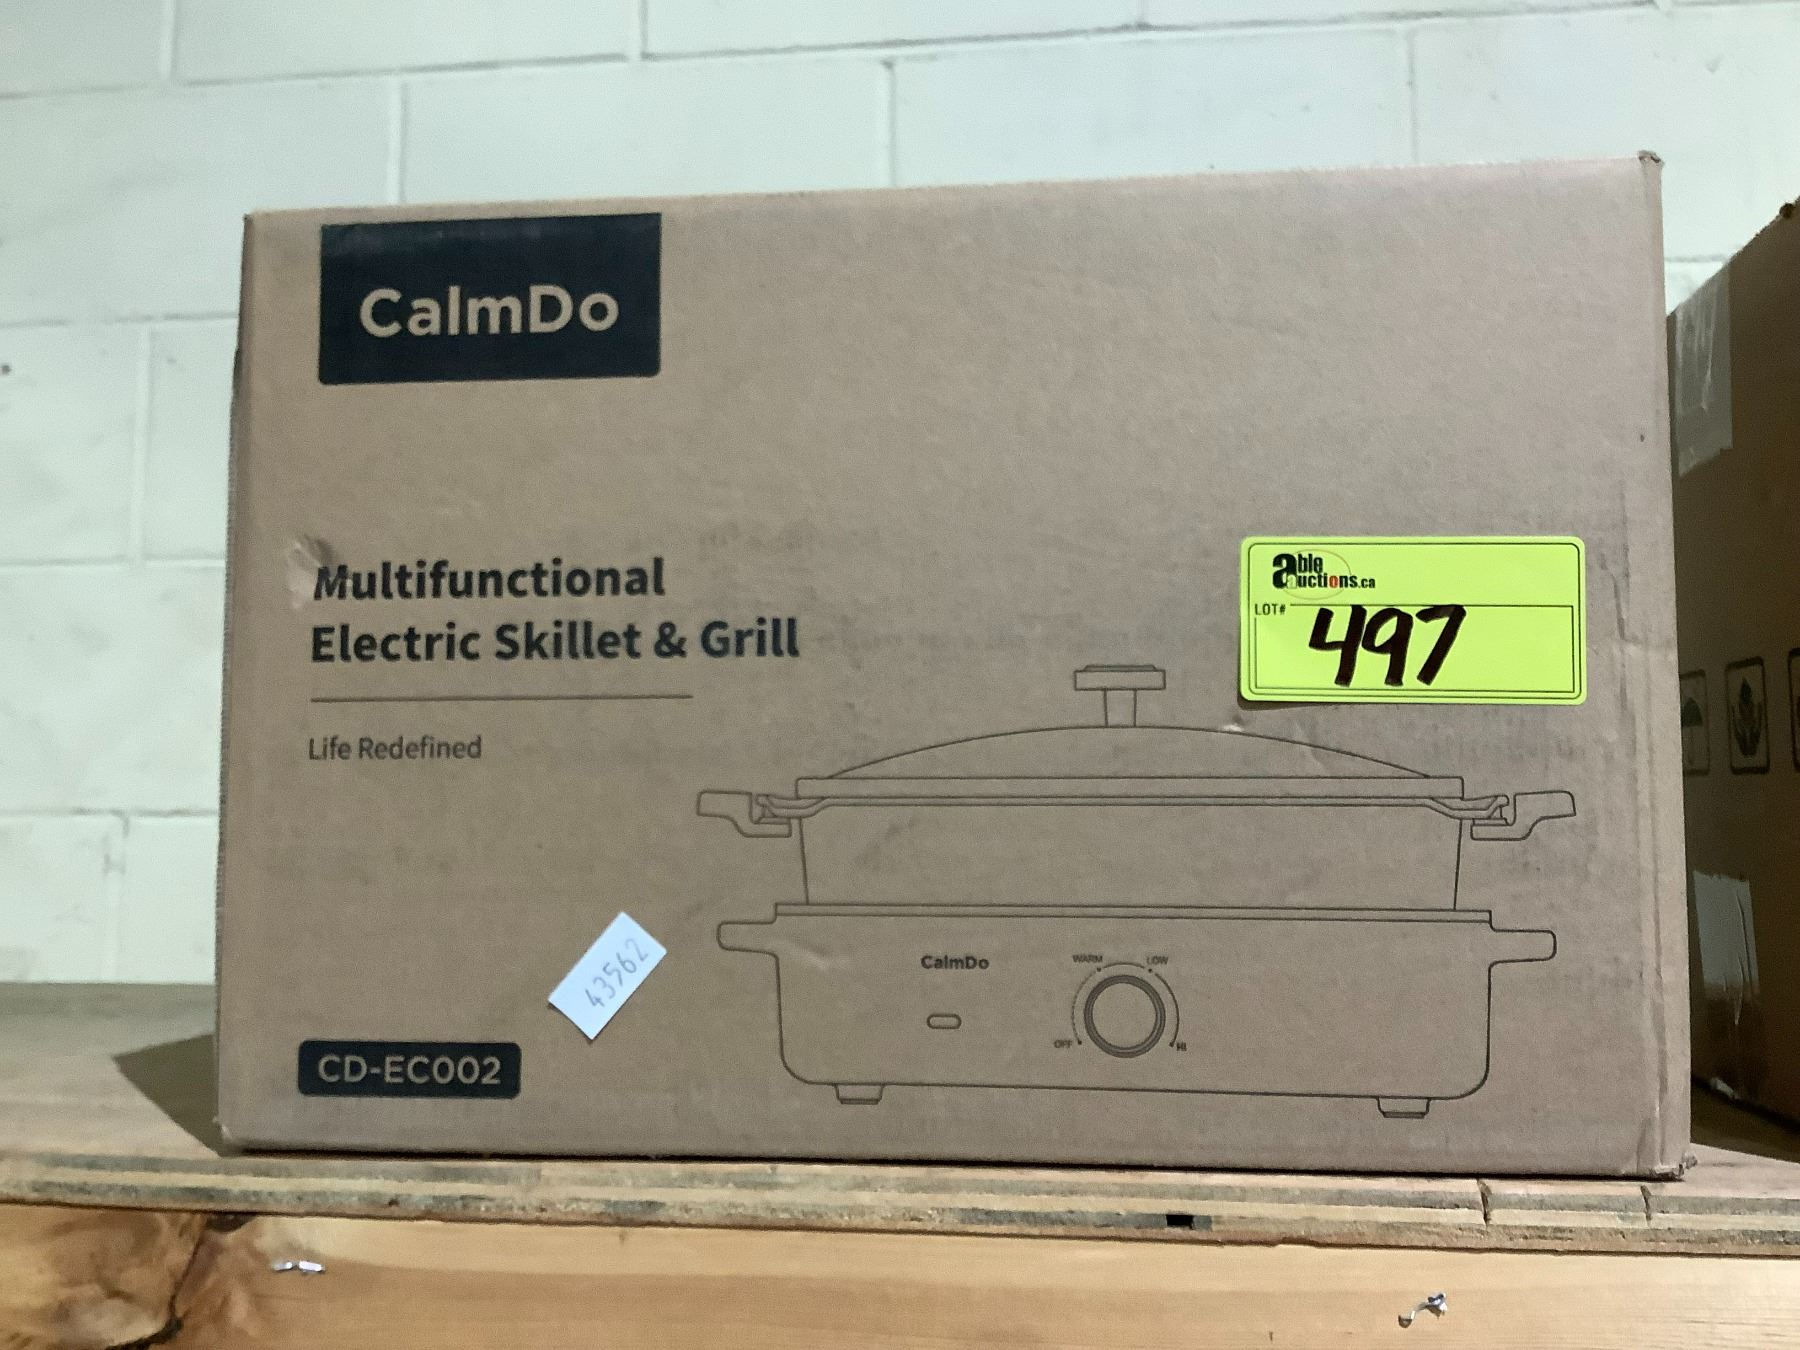 CalmDo
Multifunctional
Electric Skillet & Grill
Life Redefined
able
auctions.ca
LOT# 497
43562
CalmDo
WARM
LOW
OFF
HI
CD-EC002